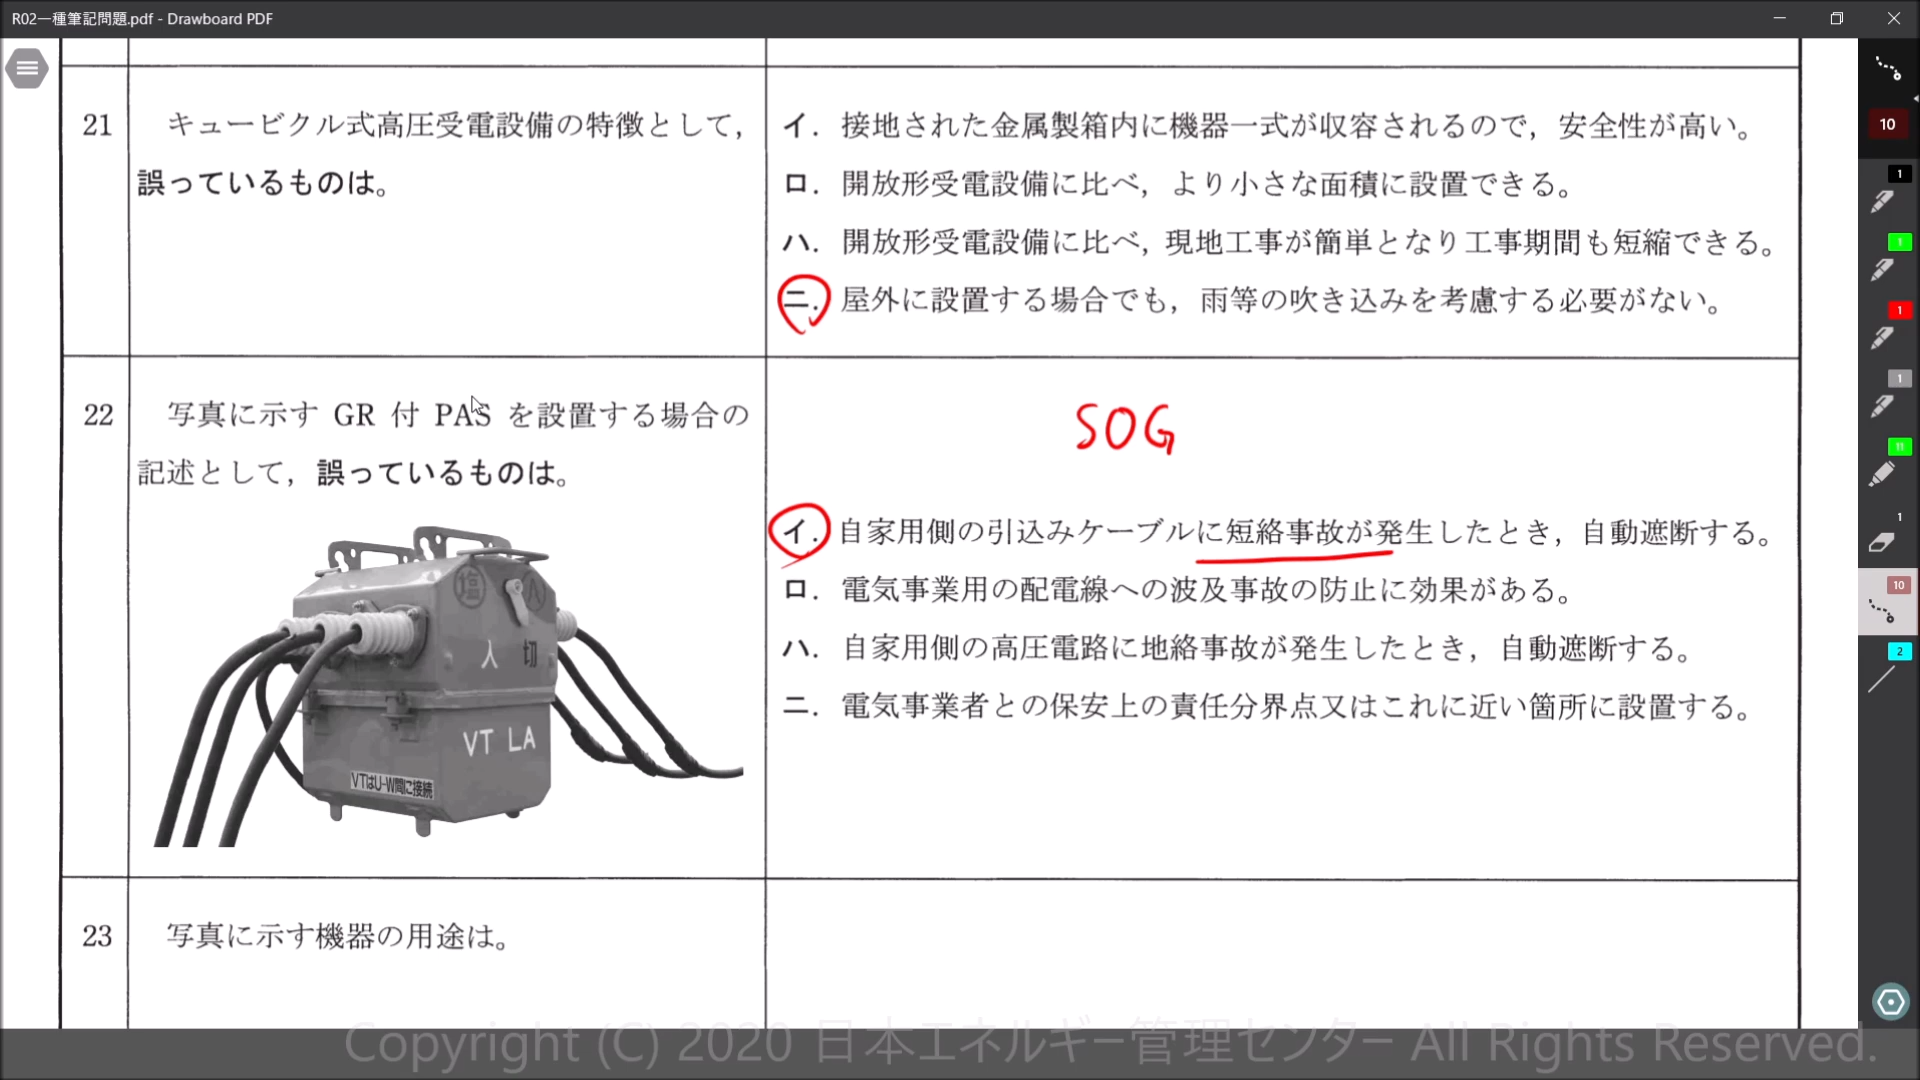 R02一種筆記問題.pdf - Drawboard PDF
21
キュービクル式高圧受電設備の特徴として,
誤っているものは。
イ. 接地された金属製箱内に機器一式が収容されるので, 安全性が高い。
ロ. 開放形受電設備に比べ, より小さな面積に設置できる。
ハ. 開放形受電設備に比べ, 現地工事が簡単となり工事期間も短縮できる。
ニ. 屋外に設置する場合でも, 雨等の吹き込みを考慮する必要がない。
22
写真に示す GR 付 PAS を設置する場合の
記述として, 誤っているものは。
入
切
VT LA
VTはU-W間に接続
SOG
イ. 自家用側の引込みケーブルに短絡事故が発生したとき, 自動遮断する。
ロ. 電気事業用の配電線への波及事故の防止に効果がある。
ハ. 自家用側の高圧電路に地絡事故が発生したとき, 自動遮断する。
ニ. 電気事業者との保安上の責任分界点又はこれに近い箇所に設置する。
23
写真に示す機器の用途は。
10
1
1
1
1
11
1
10
2
Copyright (C) 2020 日本エネルギー管理センター All Rights Reserved.